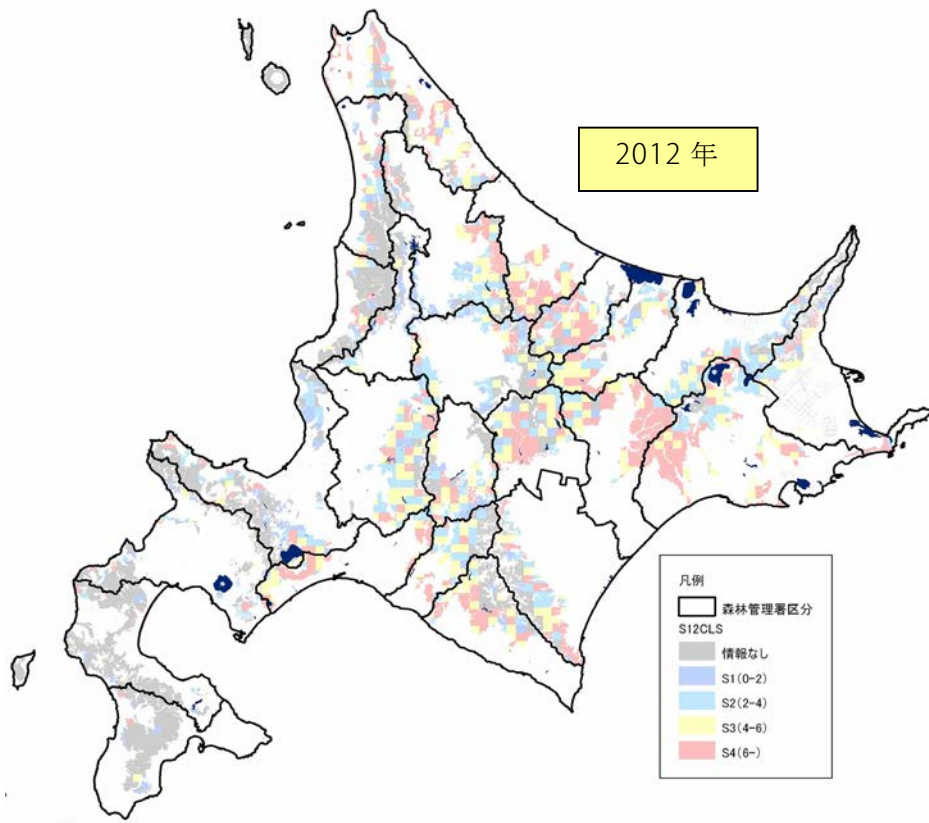 2012 年
凡例
森林管理署区分
S12CLS
情報なし
S1(0-2)
S2(2-4)
S3(4-6)
S4(6-)